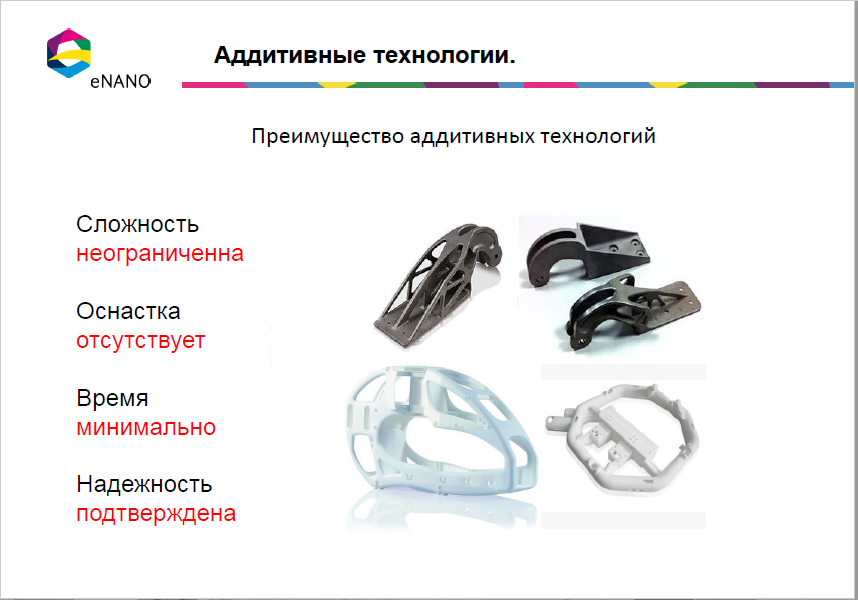 eNANO
Аддитивные технологии.
Преимущество аддитивных технологий
Сложность
неограниченна
Оснастка
отсутствует
Время
минимально
Надежность
подтверждена